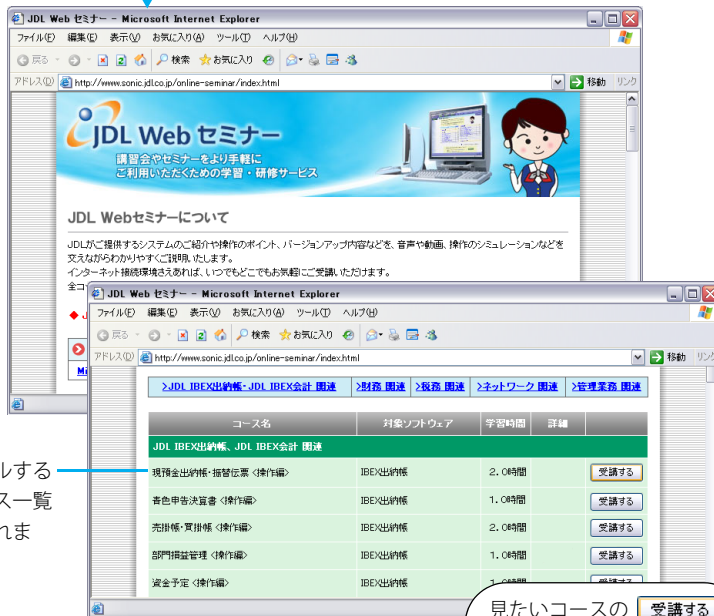 JDL Web セミナー - Microsoft Internet Explorer
ファイル(F) 編集(E) 表示(V) お気に入り(A) ツール(T) ヘルプ(H)
戻る 検索 お気に入り
アドレス(D) http://www.sonic.jdl.co.jp/online-seminar/index.html 移動 リンク
JDL Web セミナー
講習会やセミナーをより手軽に
ご利用いただくための学習・研修サービス
JDL Webセミナーについて
JDLがご提供するシステムのご紹介や操作のポイント、バージョンアップ内容などを、音声や動画、操作のシミュレーションなどを
交えながらわかりやすくご説明いたします。
インターネット接続環境さえあれば、いつでもどこでもお気軽にご受講いただけます。
全コ
◆ J
Mi
JDL Web セミナー - Microsoft Internet Explorer
ファイル(F) 編集(E) 表示(V) お気に入り(A) ツール(T) ヘルプ(H)
戻る 検索 お気に入り
アドレス(D) http://www.sonic.jdl.co.jp/online-seminar/index.html 移動 リンク
>JDL IBEX出納帳・JDL IBEX会計 関連 >財務 関連 >税務 関連 >ネットワーク 関連 >管理業務 関連
コース名 対象ソフトウェア 学習時間 詳細
JDL IBEX出納帳、JDL IBEX会計 関連
現預金出納帳・振替伝票 <操作編> IBEX出納帳 2.0時間 受講する
青色申告決算書 <操作編> IBEX出納帳 1.0時間 受講する
売掛帳・買掛帳 <操作編> IBEX出納帳 2.0時間 受講する
部門損益管理 <操作編> IBEX出納帳 1.0時間 受講する
資金予定 <操作編> IBEX出納帳 1.0時間 受講する
ルする
ス一覧
れま
見たいコースの 受講する